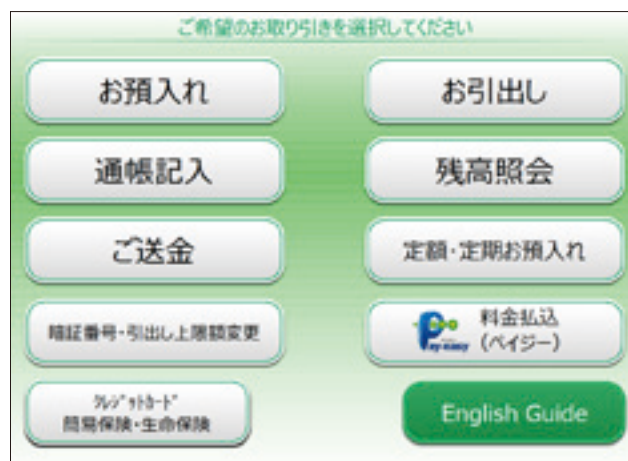 ご希望のお取り引きを選択してください
お預入れ
お引出し
通帳記入
残高照会
ご送金
定額・定期お預入れ
暗証番号・引出し上限額変更
Pay-easy
料金払込
(ペイジー)
ｸﾚｼﾞｯﾄｶｰﾄﾞ
簡易保険・生命保険
English Guide